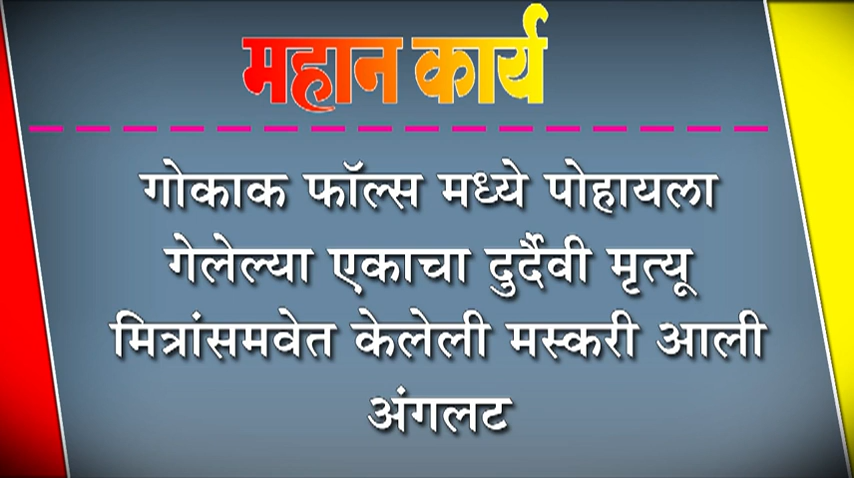 महान कार्य
गोकाक फॉल्स मध्ये पोहायला
गेलेल्या एकाचा दुर्दैवी मृत्यू
मित्रांसमवेत केलेली मस्करी आली
अंगलट